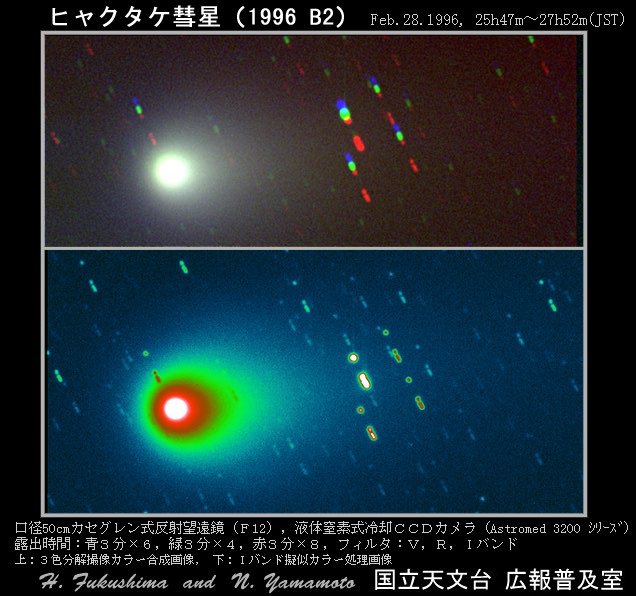 ヒャクタケ彗星 (1996 B2) Feb.28.1996, 25h47m～27h52m(JST)
口径50cmカセグレン式反射望遠鏡（F12）, 液体窒素式冷却CCDカメラ (Astromed 3200 ｼﾘｰｽﾞ)
露出時間：青３分×６, 緑３分×４, 赤３分×８, フィルタ：V, R, Iバンド
上：３色分解撮像カラー合成画像, 下：Iバンド擬似カラー処理画像
H. Fukushima and N. Yamamoto 国立天文台 広報普及室